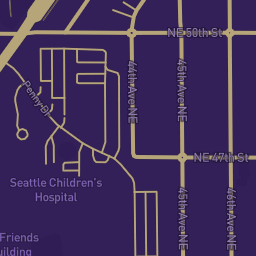 NE 50th St
Penny Dr
44th Ave NE
45th Ave NE
NE 47th St
Seattle Children's
Hospital
45th Ave NE
46th Ave NE
Friends
uilding